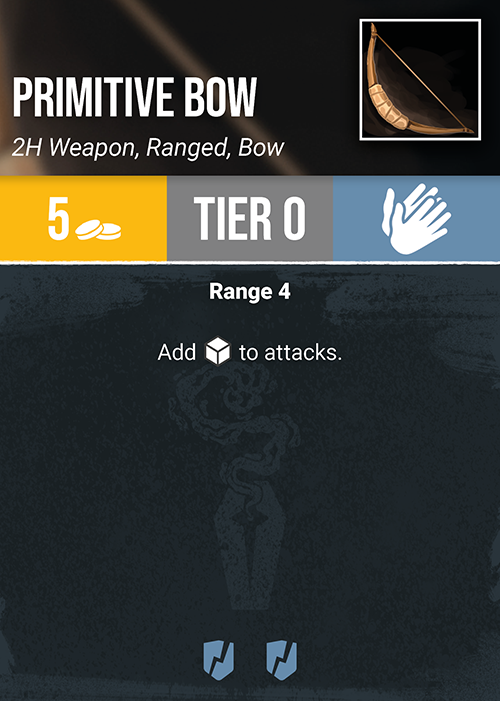 PRIMITIVE BOW
2H Weapon, Ranged, Bow
5
TIER 0
Range 4
Add to attacks.